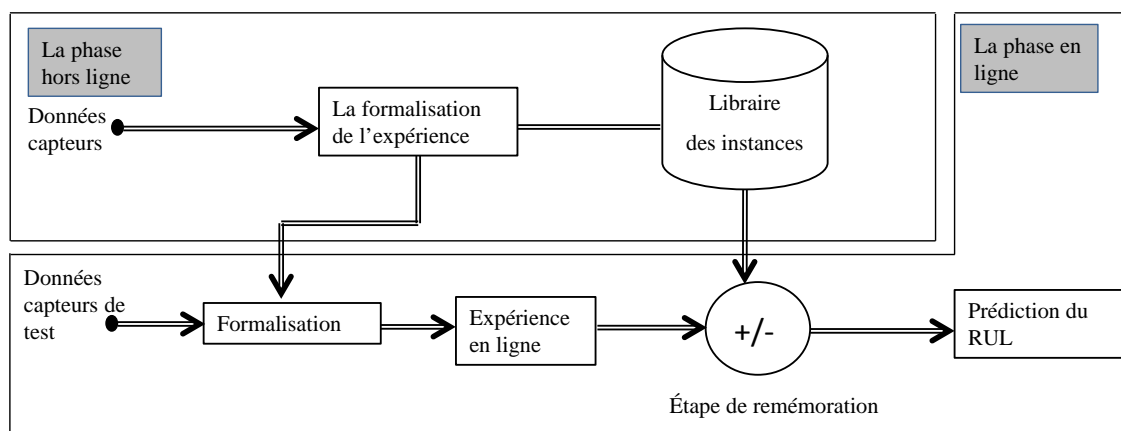 La phase
hors ligne
La phase en
ligne
Données
capteurs
La formalisation
de l’expérience
Libraire
des instances
Données
capteurs de
test
Formalisation
Expérience
en ligne
+/-
Prédiction du
RUL
Étape de remémoration